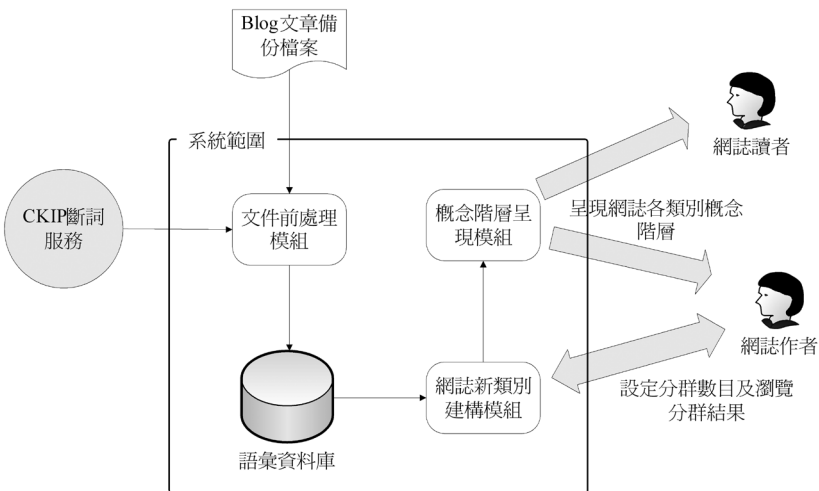 Blog文章備
份檔案
系統範圍
網誌讀者
CKIP斷詞
服務
文件前處理
模組
概念階層呈
現模組
呈現網誌各類別概念
階層
網誌作者
網誌新類別
建構模組
設定分群數目及瀏覽
分群結果
語彙資料庫